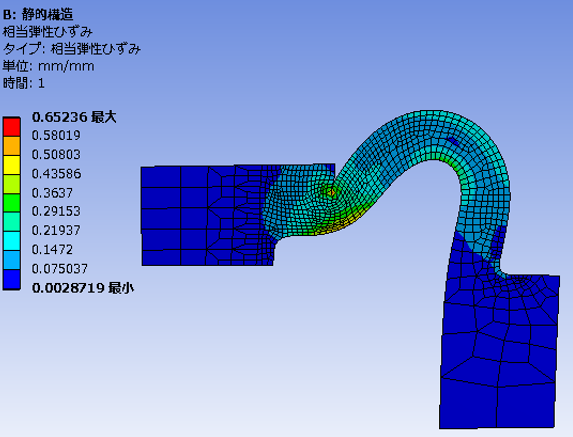 B: 静的構造
相当弾性ひずみ
タイプ: 相当弾性ひずみ
単位: mm/mm
時間: 1
0.65236 最大
0.58019
0.50803
0.43586
0.3637
0.29153
0.21937
0.1472
0.075037
0.0028719 最小